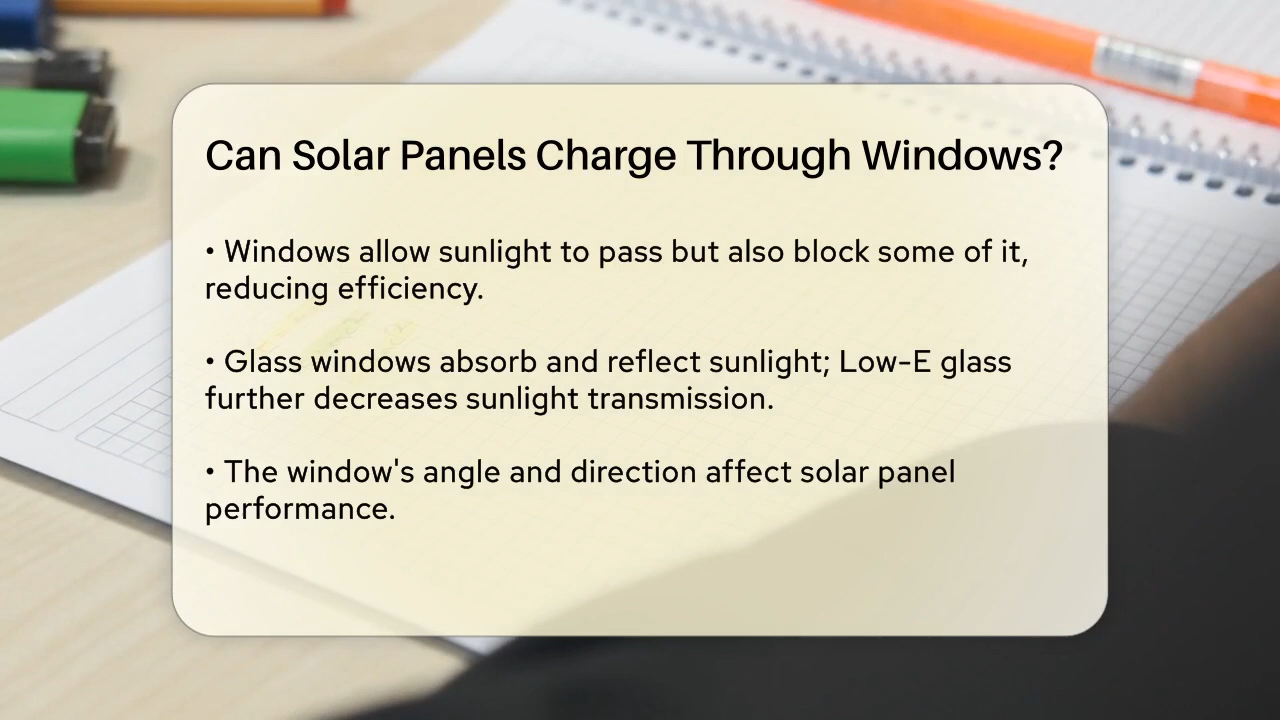 Can Solar Panels Charge Through Windows?
• Windows allow sunlight to pass but also block some of it,
reducing efficiency.
• Glass windows absorb and reflect sunlight; Low-E glass
further decreases sunlight transmission.
• The window's angle and direction affect solar panel
performance.